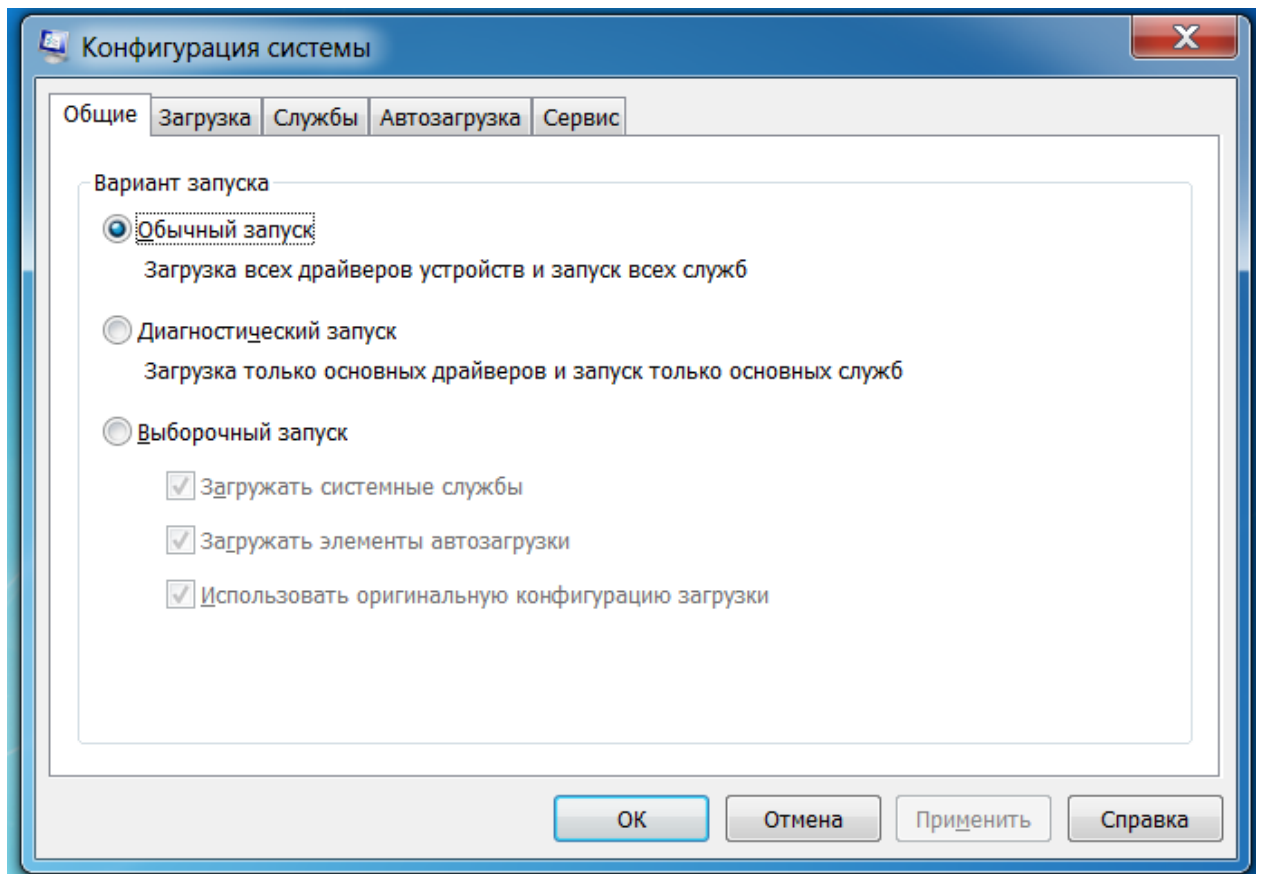 Конфигурация системы
Общие Загрузка Службы Автозагрузка Сервис
Вариант запуска
Обычный запуск
Загрузка всех драйверов устройств и запуск всех служб
Диагностический запуск
Загрузка только основных драйверов и запуск только основных служб
Выборочный запуск
Загружать системные службы
Загружать элементы автозагрузки
Использовать оригинальную конфигурацию загрузки
ОК Отмена Применить Справка